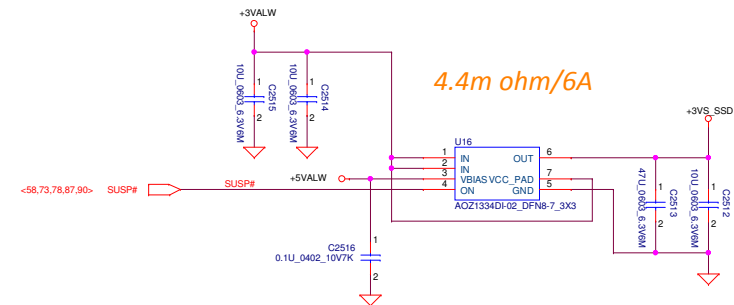 +3VALW
1
2
C2515
10U_0603_6.3V6M
1
2
C2514
10U_0603_6.3V6M
4.4m ohm/6A
+3VS_SSD
U16
1 IN OUT 6
2 IN
3 VBIAS VCC_PAD 7
4 ON GND 5
AOZ1334DI-02_DFN8-7_3X3
+5VALW
<58,73,78,87,90> SUSP# SUSP#
1
2
C2513
47U_0603_6.3V6M
1
2
C2512
10U_0603_6.3V6M
C2516
0.1U_0402_10V7K
1
2